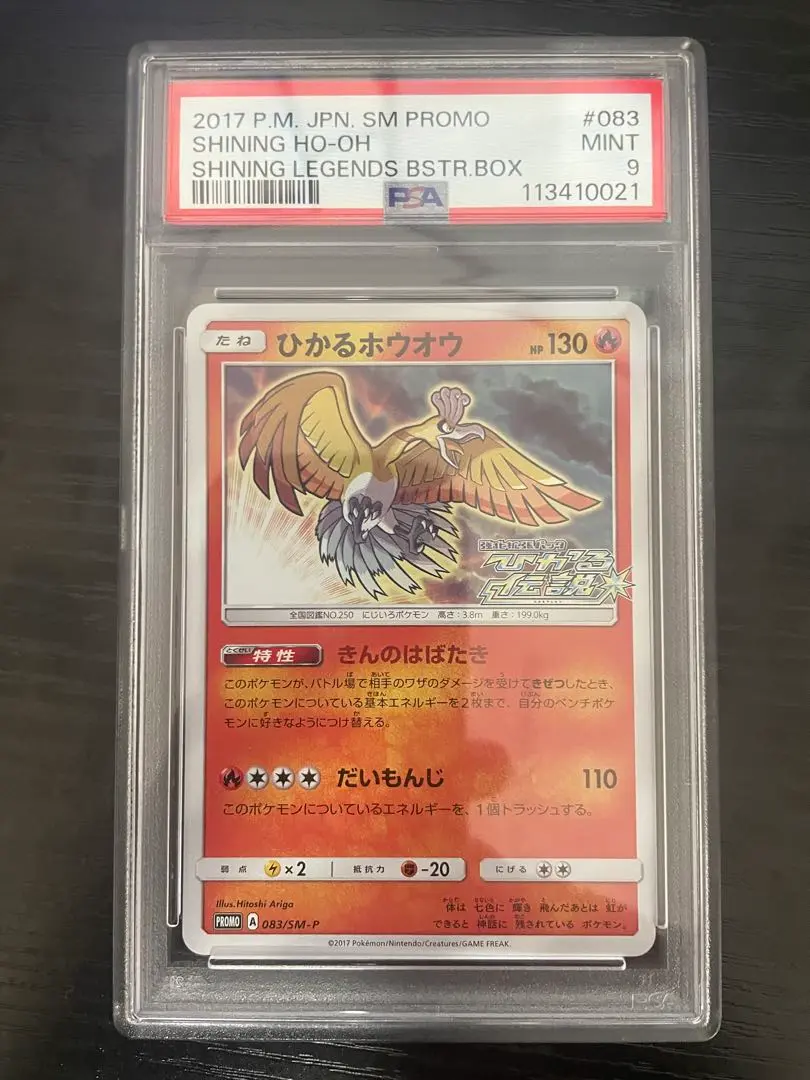 2017 P.M. JPN. SM PROMO #083
SHINING HO-OH MINT
SHINING LEGENDS BSTR.BOX 9
PSA 113410021
たね ひかるホウオウ HP 130
強化拡張パック
ひかる
伝説
全国図鑑NO.250 にじいろポケモン 高さ:3.8m 重さ:199.0kg
特性 きんのはばたき
このポケモンが、バトル場で相手のワザのダメージを受けてきぜつしたとき、
このポケモンについている基本エネルギーを2枚まで、自分のベンチポケ
モンに好きなようにつけ替える。
だいもんじ 110
このポケモンについているエネルギーを、1個トラッシュする。
弱点 ×2 抵抗力 -20 にげる
Illus.Hitoshi Ariga
体は 七色に 輝き 飛んだあとは 虹が
できると 神話に 残されている ポケモン。
PROMO A 083/SM-P
©2017 Pokémon/Nintendo/Creatures/GAME FREAK.